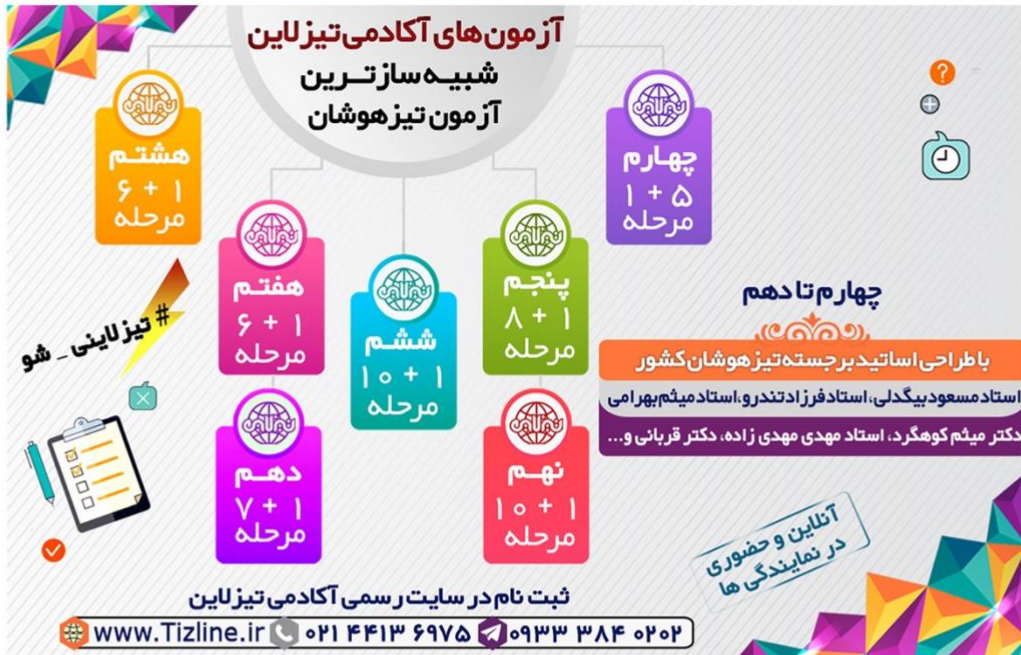 آزمون‌های آکادمی تیزلاین
شبیه سازترین
آزمون تیزهوشان
چهارم
۱ + ۵
مرحله
پنجم
۸ + ۱
مرحله
ششم
۱۰ + ۱
مرحله
هفتم
۶ + ۱
مرحله
هشتم
۶ + ۱
مرحله
نهم
۱۰ + ۱
مرحله
دهم
۷ + ۱
مرحله
# تیزلاینی _ شو
چهارم تا دهم
با طراحی اساتید برجسته تیزهوشان کشور
استاد مسعود بیگدلی، استاد فرزاد تندرو، استاد میثم بهرامی
دکتر میثم کوهگرد، استاد مهدی مهدی زاده، دکتر قربانی و...
آنلاین و حضوری
در نمایندگی ها
ثبت نام در سایت رسمی آکادمی تیزلاین
www.Tizline.ir ۰۲۱ ۴۴۱۳ ۶۹۷۵ ۰۹۳۳ ۳۸۴ ۰۲۰۲